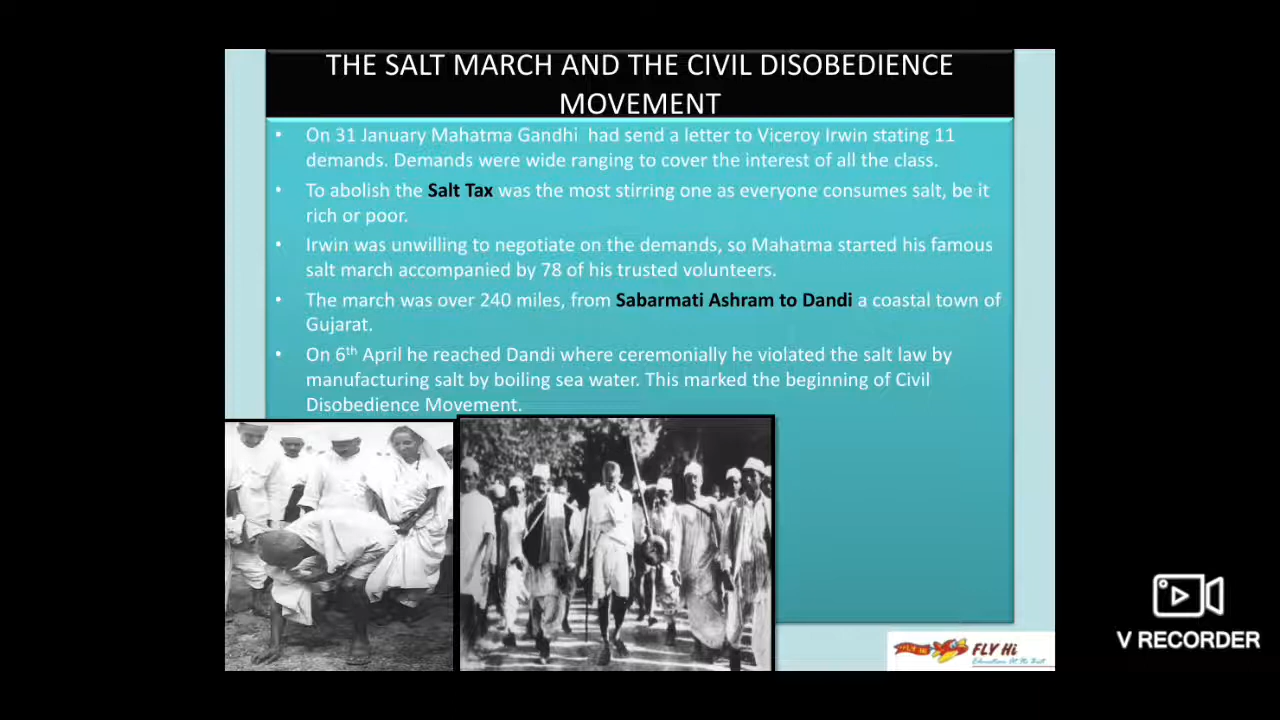 THE SALT MARCH AND THE CIVIL DISOBEDIENCE
MOVEMENT
• On 31 January Mahatma Gandhi had send a letter to Viceroy Irwin stating 11
demands. Demands were wide ranging to cover the interest of all the class.
• To abolish the Salt Tax was the most stirring one as everyone consumes salt, be it
rich or poor.
• Irwin was unwilling to negotiate on the demands, so Mahatma started his famous
salt march accompanied by 78 of his trusted volunteers.
• The march was over 240 miles, from Sabarmati Ashram to Dandi a coastal town of
Gujarat.
• On 6th April he reached Dandi where ceremonially he violated the salt law by
manufacturing salt by boiling sea water. This marked the beginning of Civil
Disobedience Movement.
FLY Hi
V RECORDER